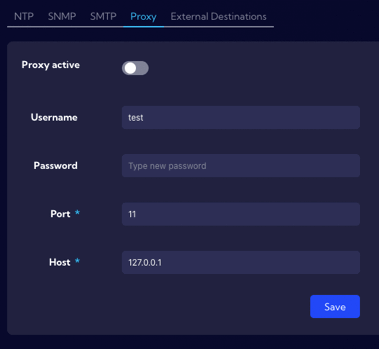 NTP SNMP SMTP Proxy External Destinations
Proxy active
Username test
Password Type new password
Port * 11
Host * 127.0.0.1
Save